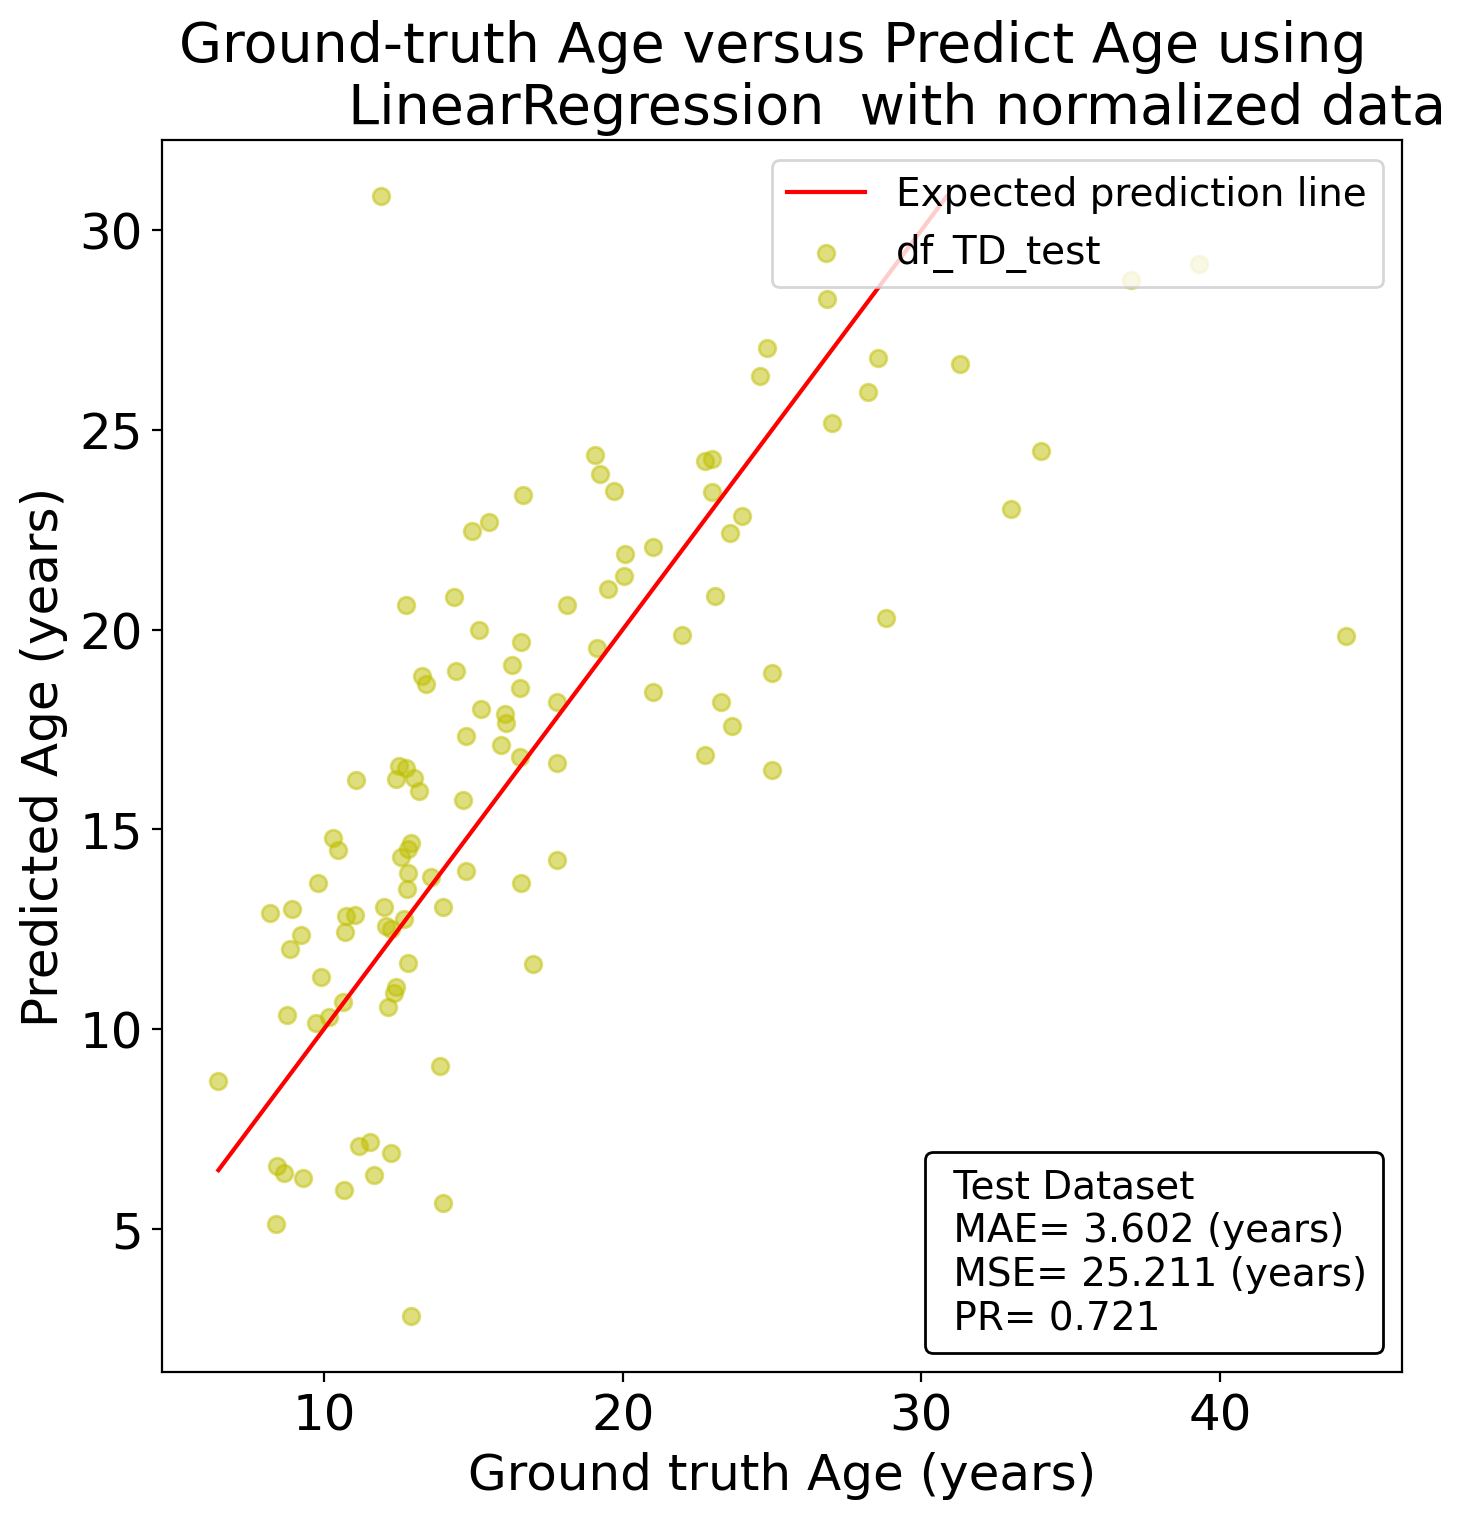 Ground-truth Age versus Predict Age using
LinearRegression  with normalized data
Expected prediction line
df_TD_test
30
25
20
15
10
5
Predicted Age (years)
Test Dataset
MAE= 3.602 (years)
MSE= 25.211 (years)
PR= 0.721
10 20 30 40
Ground truth Age (years)